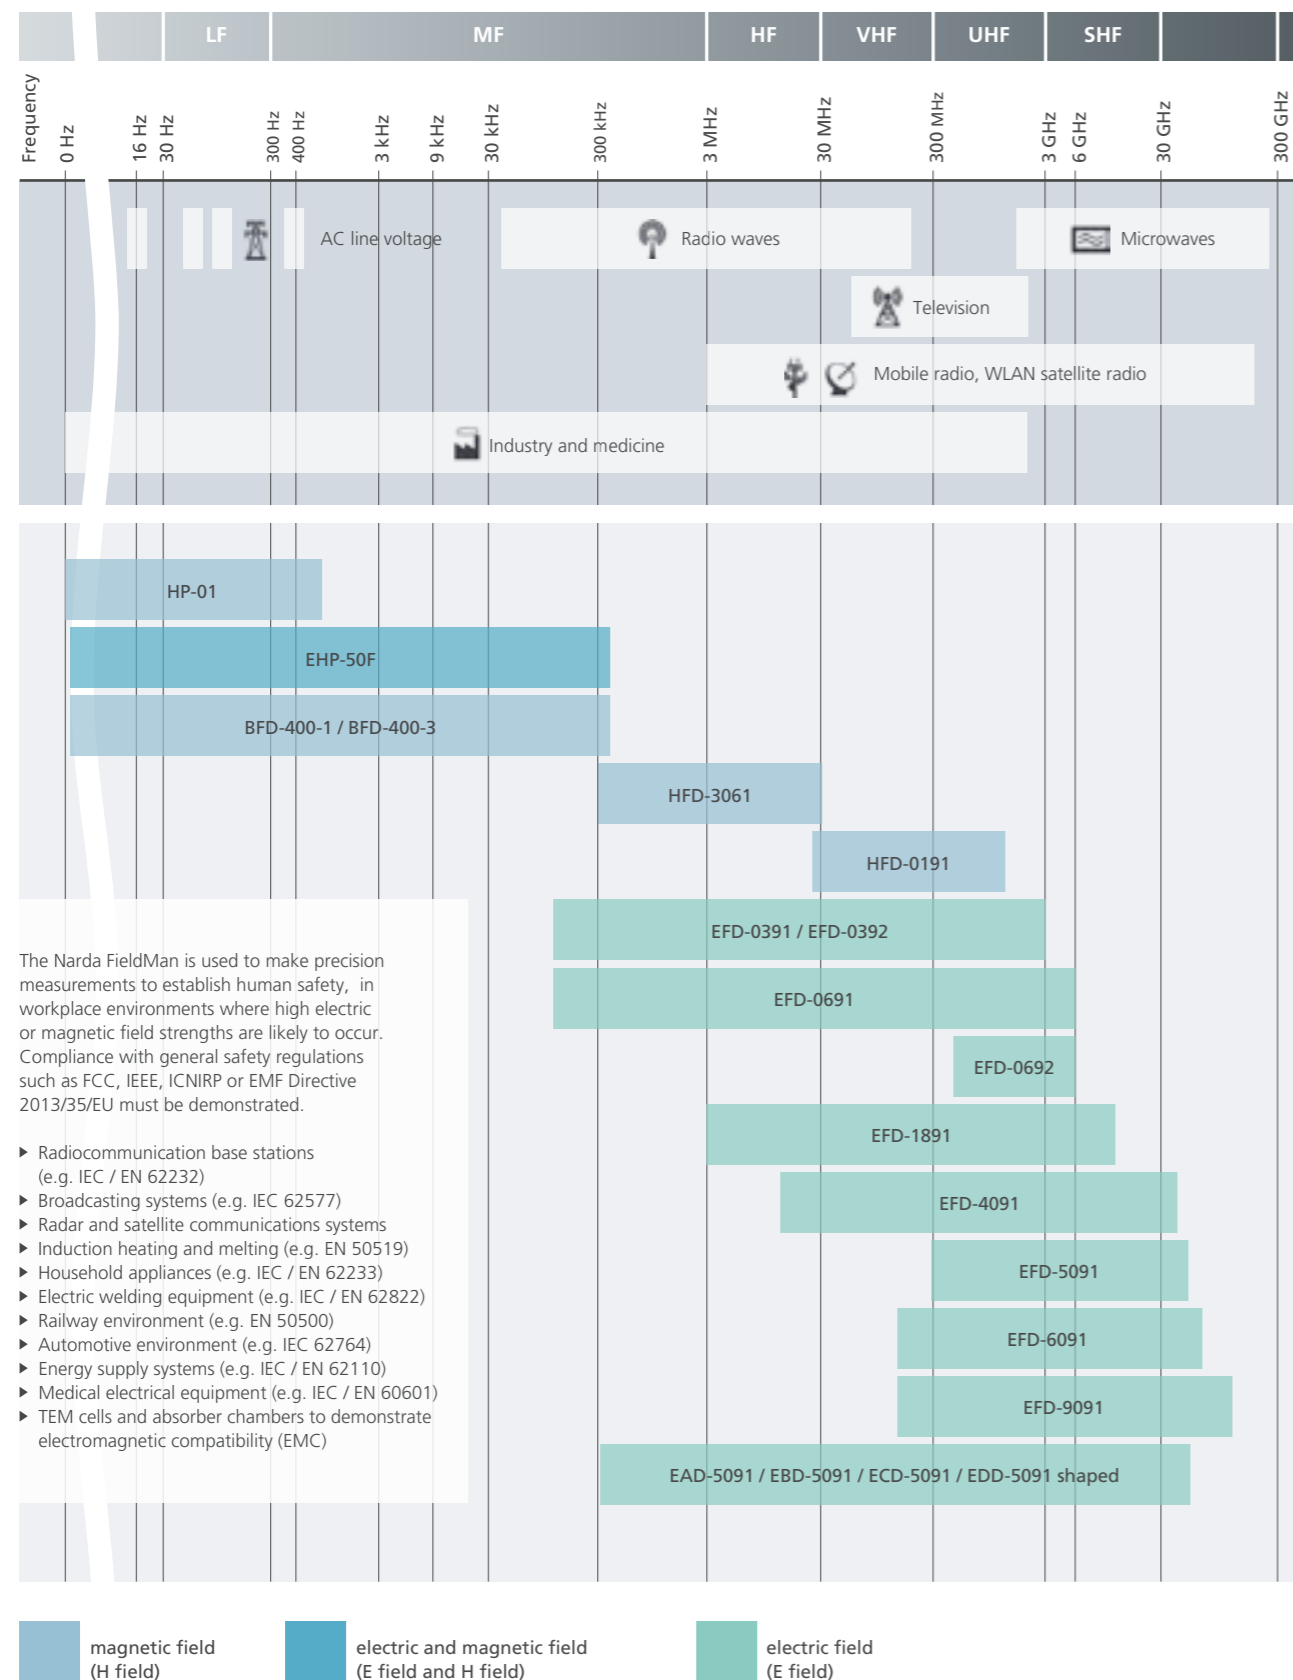 LF MF HF VHF UHF SHF
Frequency
0 Hz
16 Hz
30 Hz
300 Hz
400 Hz
3 kHz
9 kHz
30 kHz
300 kHz
3 MHz
30 MHz
300 MHz
3 GHz
6 GHz
30 GHz
300 GHz
AC line voltage
Radio waves
Microwaves
Television
Mobile radio, WLAN satellite radio
Industry and medicine
HP-01
EHP-50F
BFD-400-1 / BFD-400-3
HFD-3061
HFD-0191
EFD-0391 / EFD-0392
EFD-0691
EFD-0692
EFD-1891
EFD-4091
EFD-5091
EFD-6091
EFD-9091
EAD-5091 / EBD-5091 / ECD-5091 / EDD-5091 shaped
The Narda FieldMan is used to make precision
measurements to establish human safety, in
workplace environments where high electric
or magnetic field strengths are likely to occur.
Compliance with general safety regulations
such as FCC, IEEE, ICNIRP or EMF Directive
2013/35/EU must be demonstrated.
▶ Radiocommunication base stations
(e.g. IEC / EN 62232)
▶ Broadcasting systems (e.g. IEC 62577)
▶ Radar and satellite communications systems
▶ Induction heating and melting (e.g. EN 50519)
▶ Household appliances (e.g. IEC / EN 62233)
▶ Electric welding equipment (e.g. IEC / EN 62822)
▶ Railway environment (e.g. EN 50500)
▶ Automotive environment (e.g. IEC 62764)
▶ Energy supply systems (e.g. IEC / EN 62110)
▶ Medical electrical equipment (e.g. IEC / EN 60601)
▶ TEM cells and absorber chambers to demonstrate
electromagnetic compatibility (EMC)
magnetic field
(H field)
electric and magnetic field
(E field and H field)
electric field
(E field)